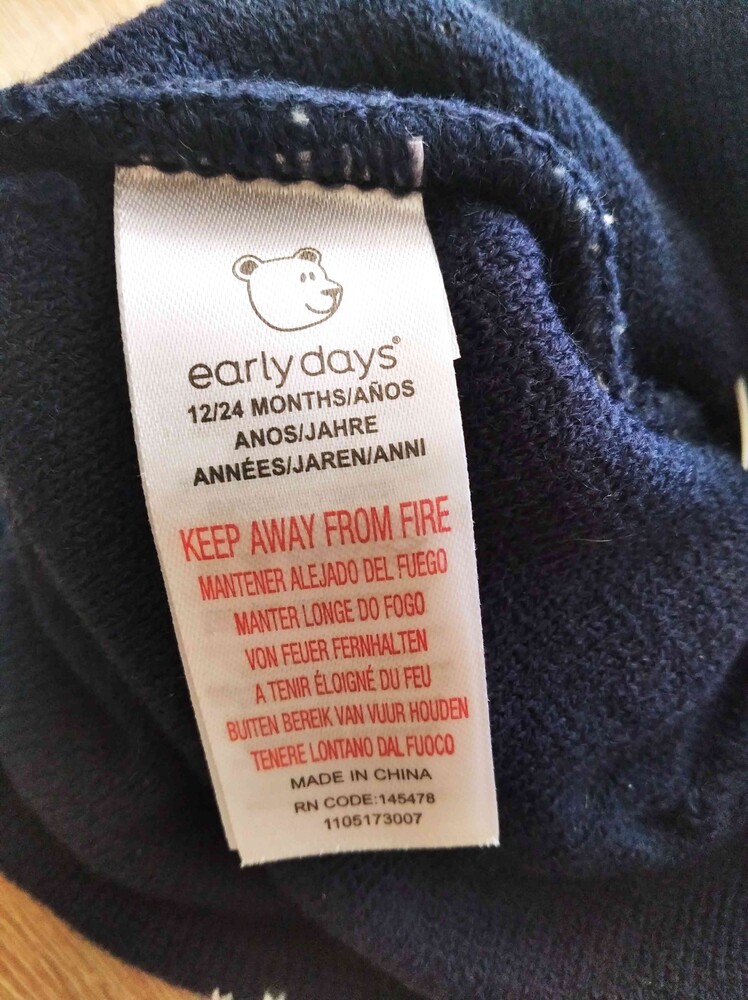 early days®
12/24 MONTHS/AÑOS
ANOS/JAHRE
ANNÉES/JAREN/ANNI
KEEP AWAY FROM FIRE
MANTENER ALEJADO DEL FUEGO
MANTER LONGE DO FOGO
VON FEUER FERNHALTEN
A TENIR ÉLOIGNÉ DU FEU
BUITEN BEREIK VAN VUUR HOUDEN
TENERE LONTANO DAL FUOCO
MADE IN CHINA
RN CODE:145478
1105173007